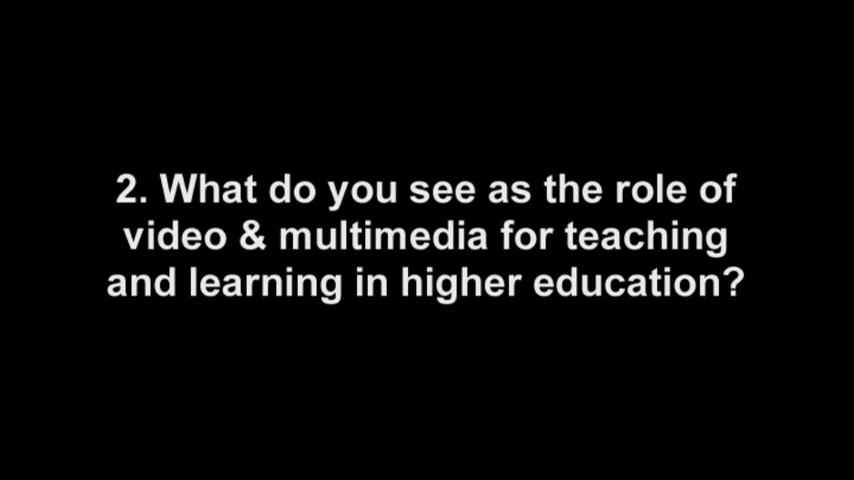 2. What do you see as the role of
video & multimedia for teaching
and learning in higher education?